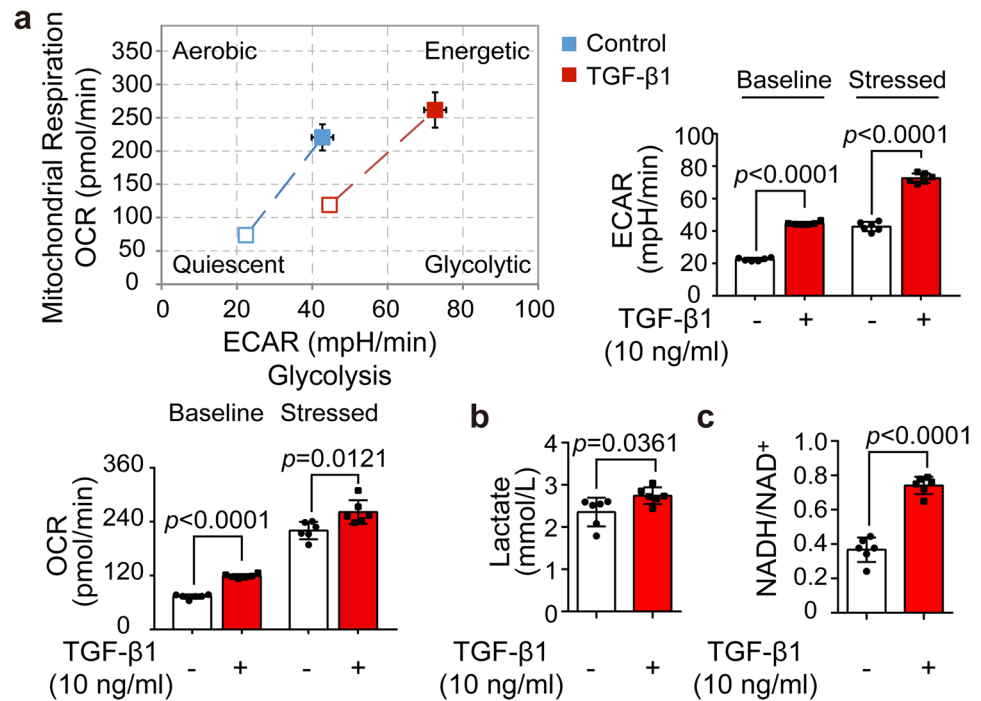 a
Mitochondrial Respiration
OCR (pmol/min)
350
300
250
200
150
100
50
0
Aerobic
Energetic
Quiescent
Glycolytic
0 20 40 60 80 100
ECAR (mpH/min)
Glycolysis
Control
TGF-β1
Baseline Stressed
ECAR
(mpH/min)
100
80
60
40
20
0
p<0.0001
p<0.0001
TGF-β1 - + - +
(10 ng/ml)
Baseline Stressed
OCR
(pmol/min)
360
240
120
0
p<0.0001
p=0.0121
TGF-β1 - + - +
(10 ng/ml)
b
Lactate
(mmol/L)
4
3
2
1
0
p=0.0361
TGF-β1 - +
(10 ng/ml)
c
NADH/NAD+
1.0
0.8
0.6
0.4
0.2
0
p<0.0001
TGF-β1 - +
(10 ng/ml)